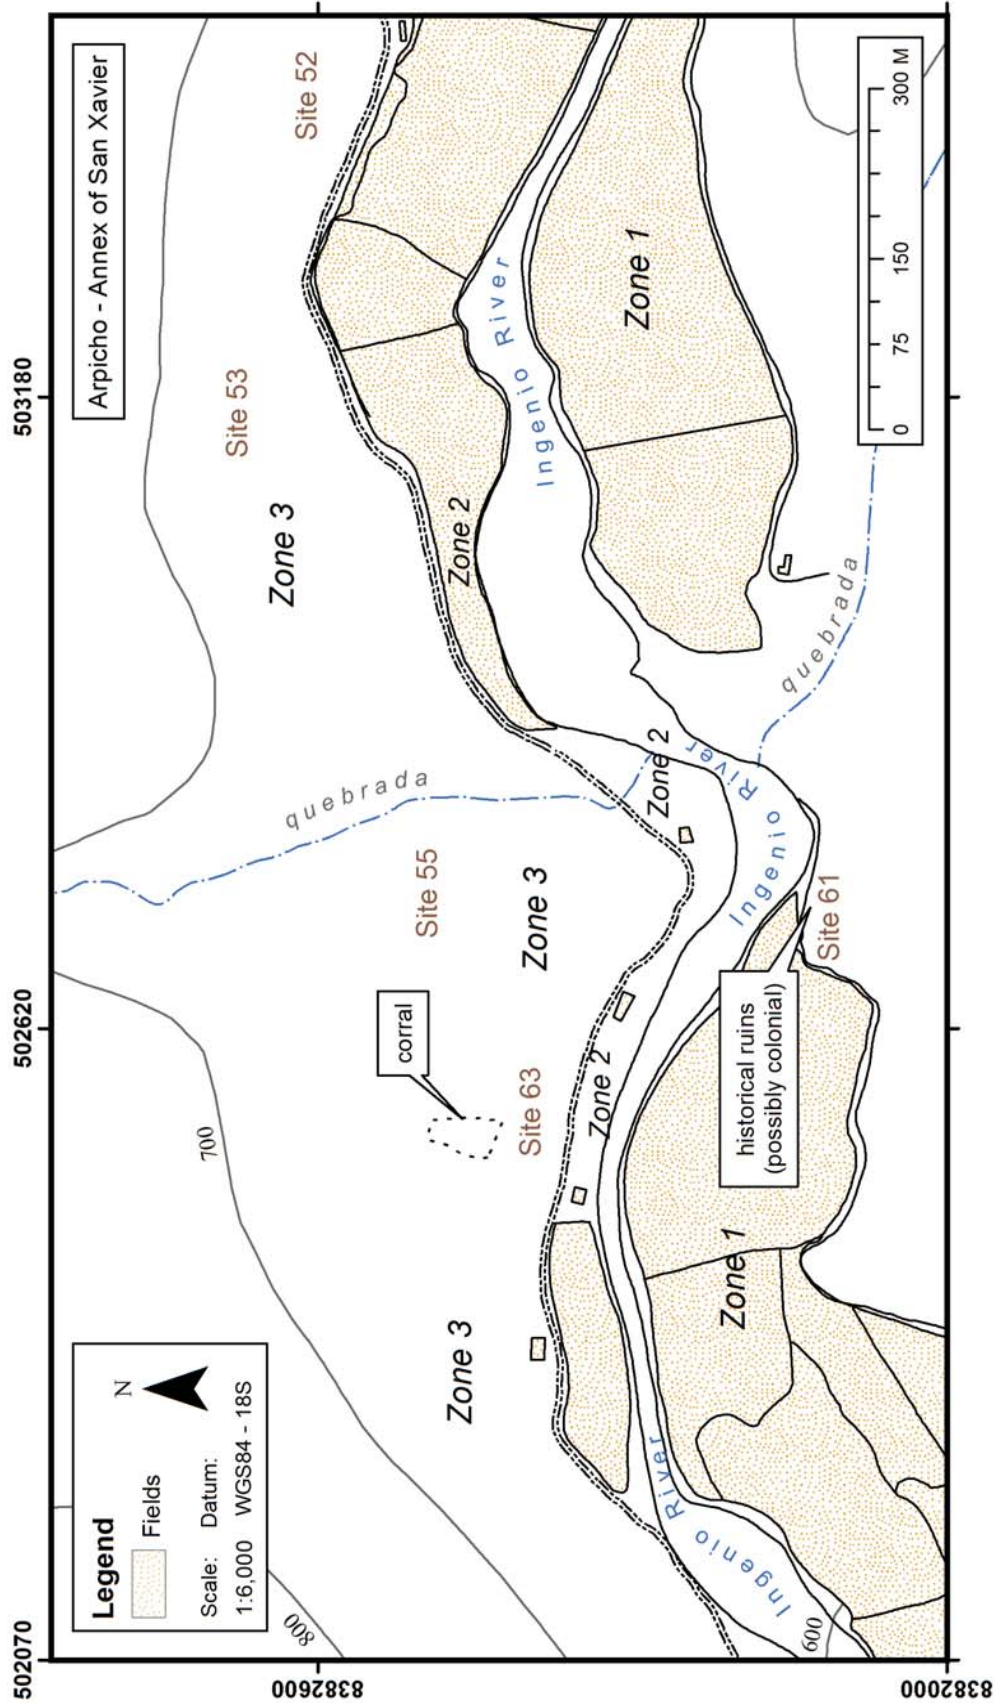 Arpicho - Annex of San Xavier
502070
502620
503180
8382600
8382000
Legend
Fields
Scale: Datum:
1:6,000 WGS84 - 18S
N
800
700
600
Zone 3
Zone 3
Zone 3
Site 52
Site 53
Site 55
Site 63
Site 61
corral
quebrada
quebrada
Zone 2
Zone 2
Zone 2
Zone 1
Zone 1
Ingenio River
Ingenio River
Ingenio River
historical ruins
(possibly colonial)
0 75 150 300 M